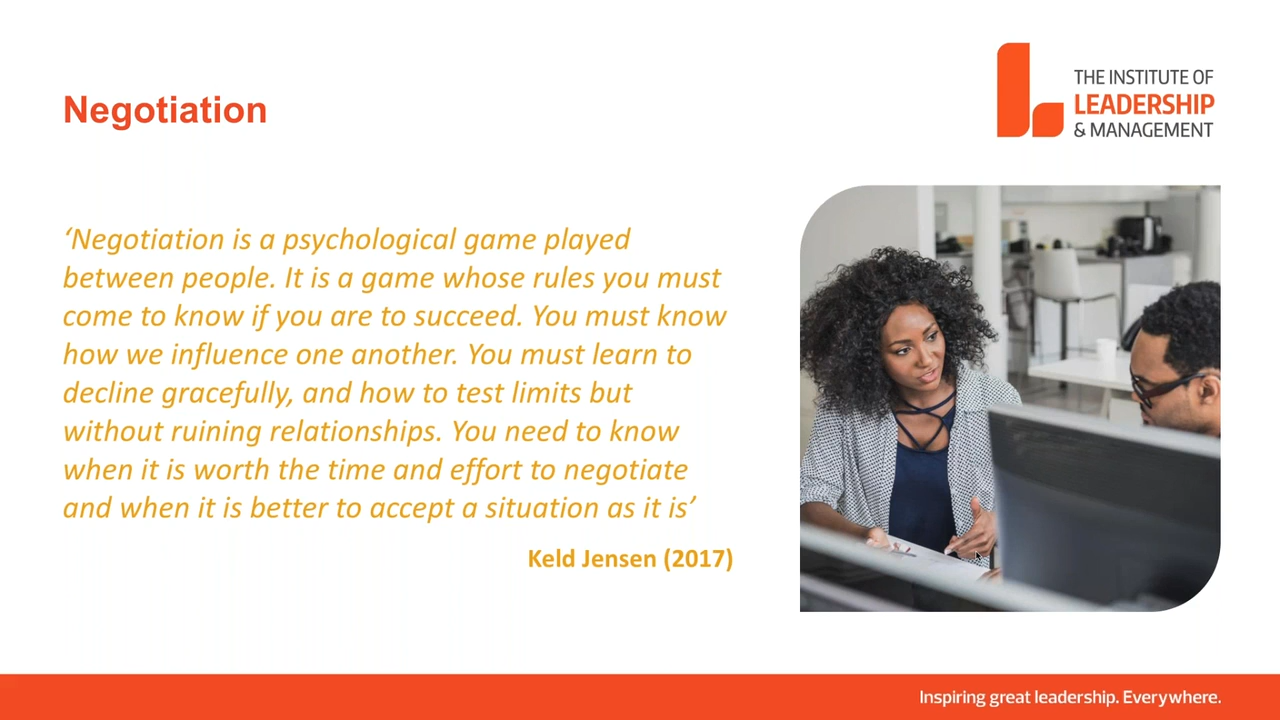 Negotiation
THE INSTITUTE OF
LEADERSHIP
& MANAGEMENT
‘Negotiation is a psychological game played
between people. It is a game whose rules you must
come to know if you are to succeed. You must know
how we influence one another. You must learn to
decline gracefully, and how to test limits but
without ruining relationships. You need to know
when it is worth the time and effort to negotiate
and when it is better to accept a situation as it is’
Keld Jensen (2017)
Inspiring great leadership. Everywhere.